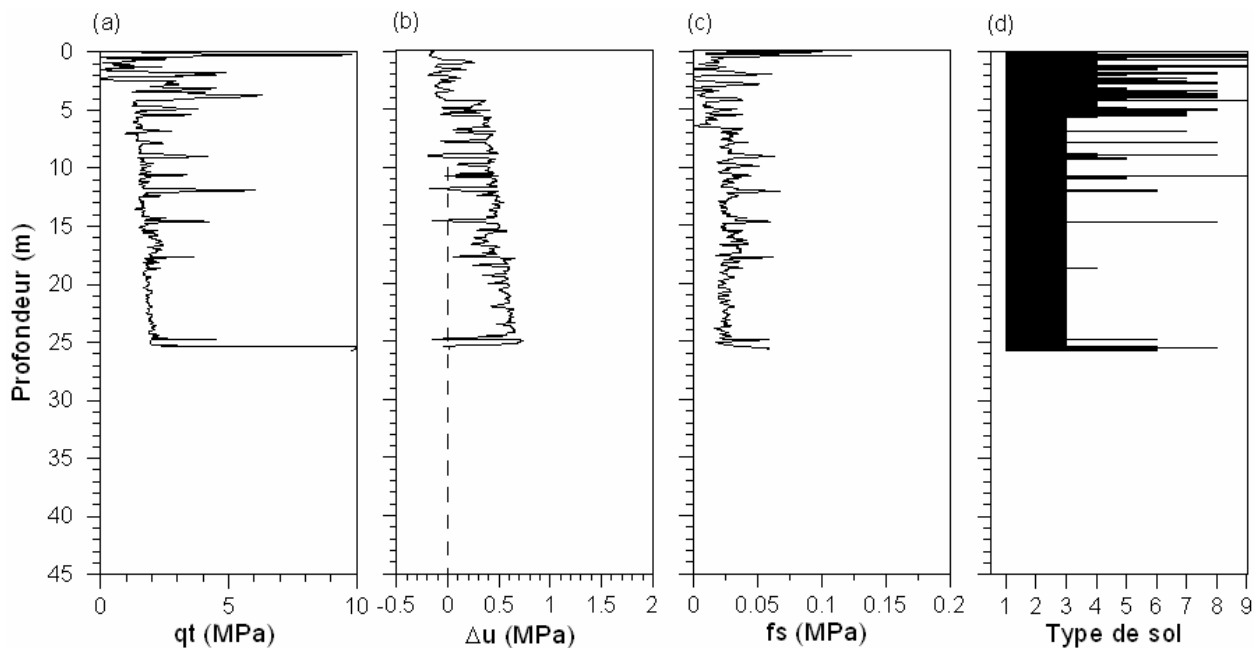 (a) (b) (c) (d)
0
5
10
15
20
25
30
35
40
45
Profondeur (m)
0 5 10 -0.5 0 0.5 1 1.5 2 0 0.05 0.1 0.15 0.2 1 2 3 4 5 6 7 8 9
qt (MPa) Δu (MPa) fs (MPa) Type de sol